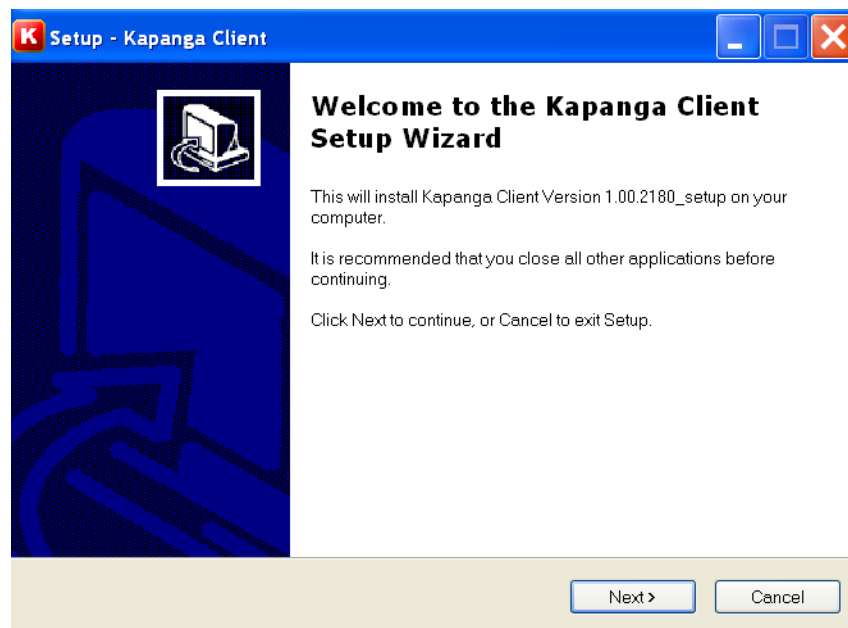 K Setup - Kapanga Client
Welcome to the Kapanga Client
Setup Wizard
This will install Kapanga Client Version 1.00.2180_setup on your
computer.
It is recommended that you close all other applications before
continuing.
Click Next to continue, or Cancel to exit Setup.
Next > Cancel